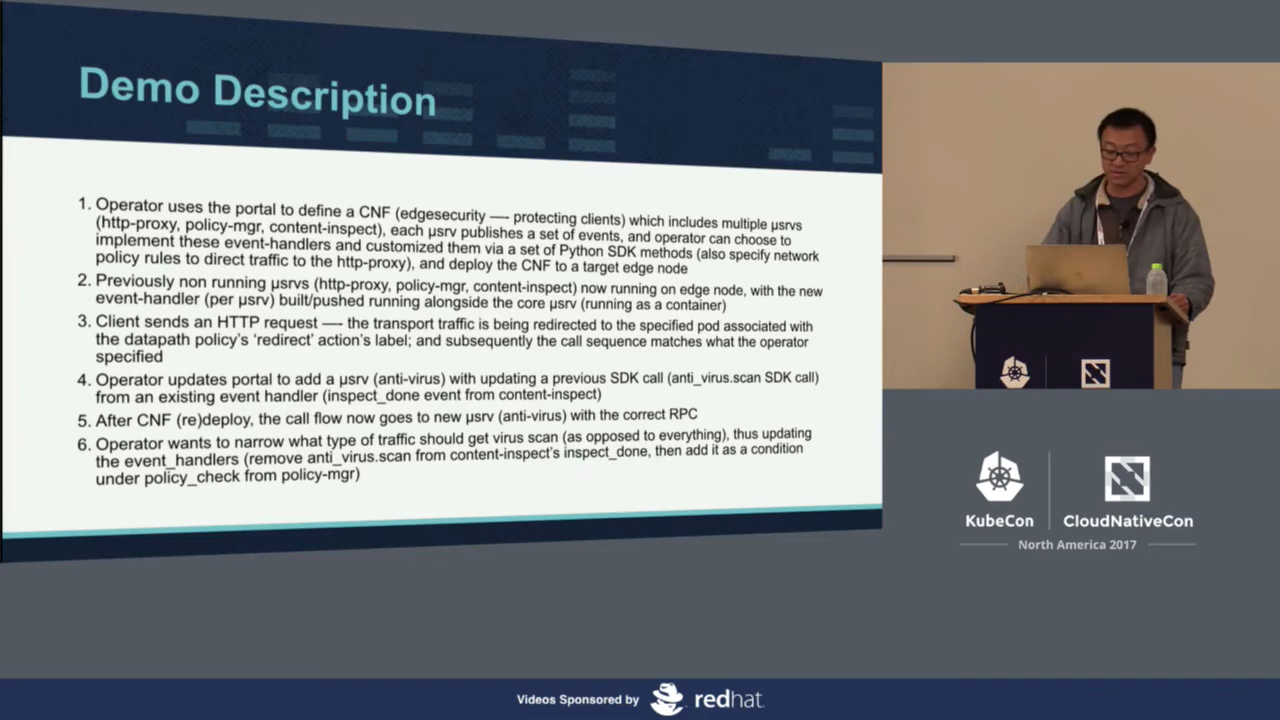 Demo Description
1. Operator uses the portal to define a CNF (edgesecurity —- protecting clients) which includes multiple µsrvs
(http-proxy, policy-mgr, content-inspect), each µsrv publishes a set of events, and operator can choose to
implement these event-handlers and customized them via a set of Python SDK methods (also specify network
policy rules to direct traffic to the http-proxy), and deploy the CNF to a target edge node
2. Previously non running µsrvs (http-proxy, policy-mgr, content-inspect) now running on edge node, with the new
event-handler (per µsrv) built/pushed running alongside the core µsrv (running as a container)
3. Client sends an HTTP request —- the transport traffic is being redirected to the specified pod associated with
the datapath policy's 'redirect' action's label; and subsequently the call sequence matches what the operator
specified
4. Operator updates portal to add a µsrv (anti-virus) with updating a previous SDK call (anti_virus.scan SDK call)
from an existing event handler (inspect_done event from content-inspect)
5. After CNF (re)deploy, the call flow now goes to new µsrv (anti-virus) with the correct RPC
6. Operator wants to narrow what type of traffic should get virus scan (as opposed to everything), thus updating
the event_handlers (remove anti_virus.scan from content-inspect's inspect_done, then add it as a condition
under policy_check from policy-mgr)
KubeCon
CloudNativeCon
North America 2017
Videos Sponsored by
redhat